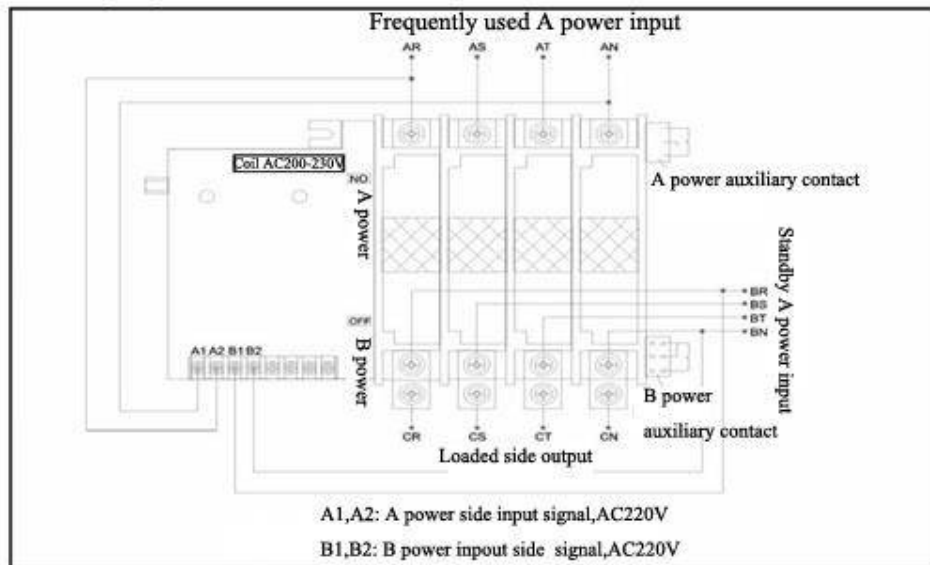 Frequently used A power input
AR AS AT AN
Coil AC200-230V
NO
A power
A power auxiliary contact
Standby A power input
BR
BS
BT
BN
OFF
B power
A1 A2 B1 B2
B power
auxiliary contact
CR CS CT CN
Loaded side output
A1,A2: A power side input signal,AC220V
B1,B2: B power inpout side signal,AC220V